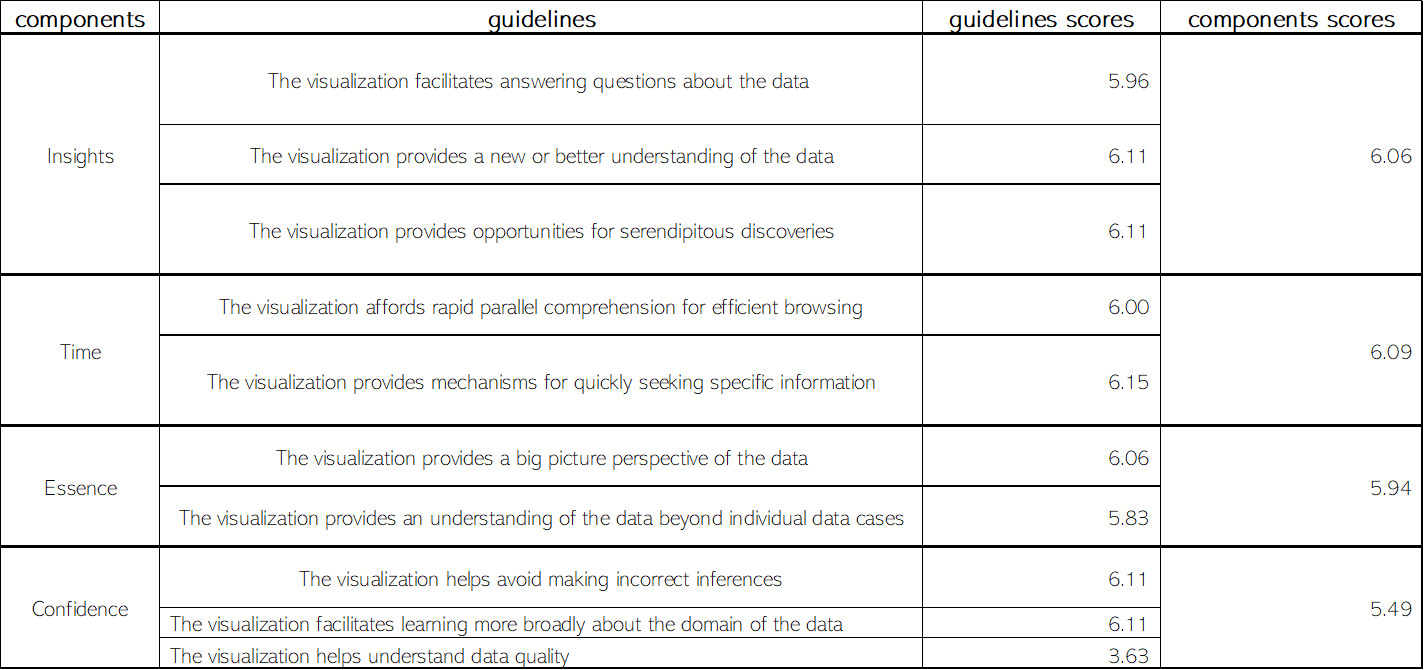 components guidelines guidelines scores components scores
The visualization facilitates answering questions about the data 5.96
Insights The visualization provides a new or better understanding of the data 6.11 6.06
The visualization provides opportunities for serendipitous discoveries 6.11
The visualization affords rapid parallel comprehension for efficient browsing 6.00
Time 6.09
The visualization provides mechanisms for quickly seeking specific information 6.15
The visualization provides a big picture perspective of the data 6.06
Essence 5.94
The visualization provides an understanding of the data beyond individual data cases 5.83
The visualization helps avoid making incorrect inferences 6.11
Confidence 5.49
The visualization facilitates learning more broadly about the domain of the data 6.11
The visualization helps understand data quality 3.63